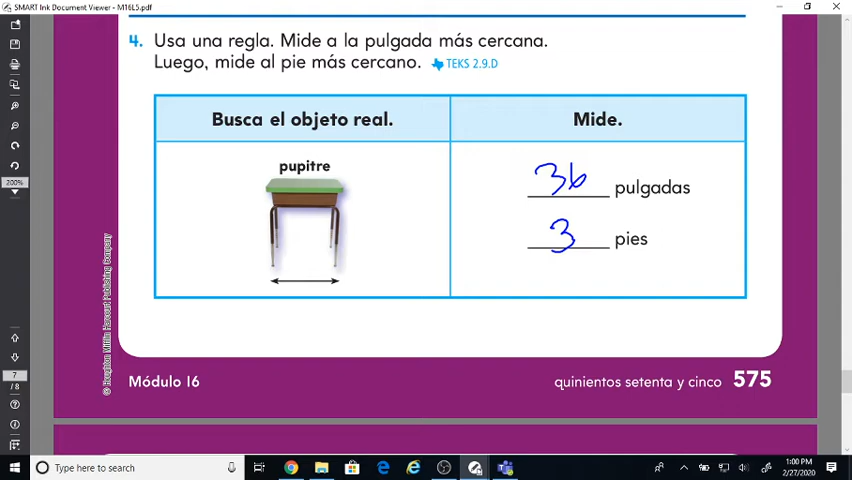 SMART Ink Document Viewer - M16L5.pdf
4. Usa una regla. Mide a la pulgada más cercana.
Luego, mide al pie más cercano. TEKS 2.9.D
Busca el objeto real. Mide.
pupitre
36 pulgadas
3 pies
© Houghton Mifflin Harcourt Publishing Company
Módulo 16 quinientos setenta y cinco 575
200%
7
/ 8
Type here to search
1:00 PM
2/27/2020